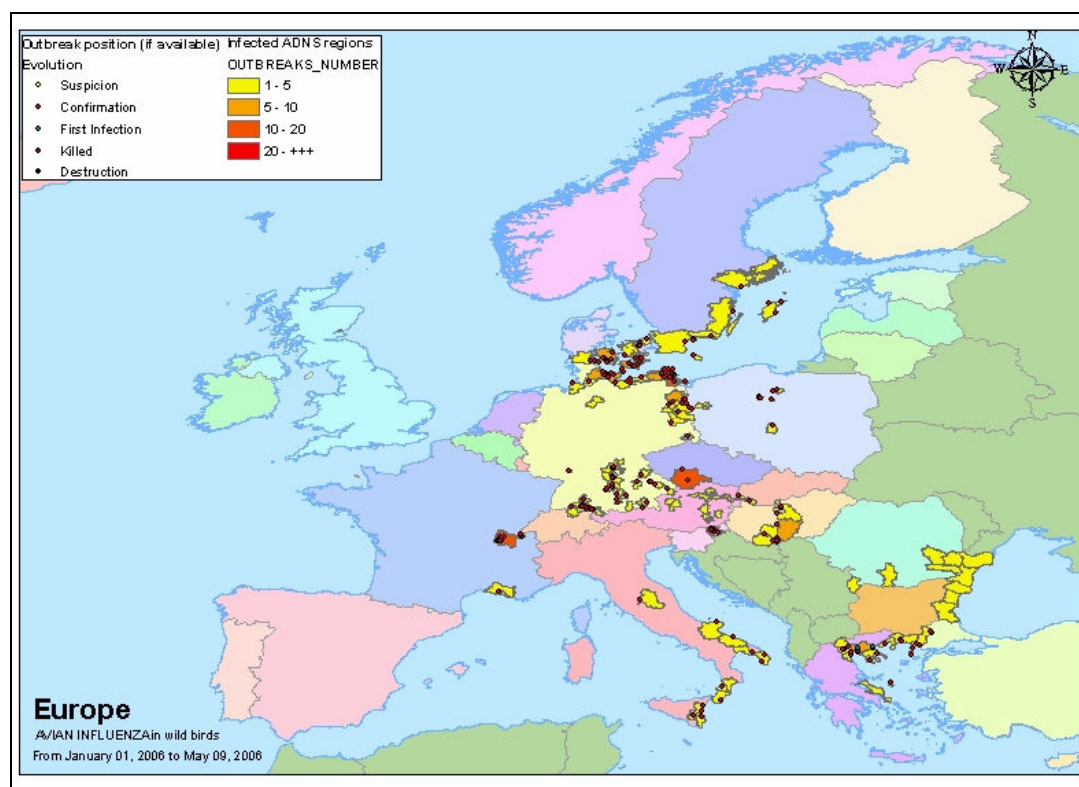 Outbreak position (if available) Infected ADNS regions
Evolution OUTBREAKS_NUMBER
Suspicion 1 - 5
Confirmation 5 - 10
First Infection 10 - 20
Killed 20 - +++
Destruction
N
W E
S
Europe
AVIAN INFLUENZAin wild birds
From January 01, 2006 to May 09, 2006